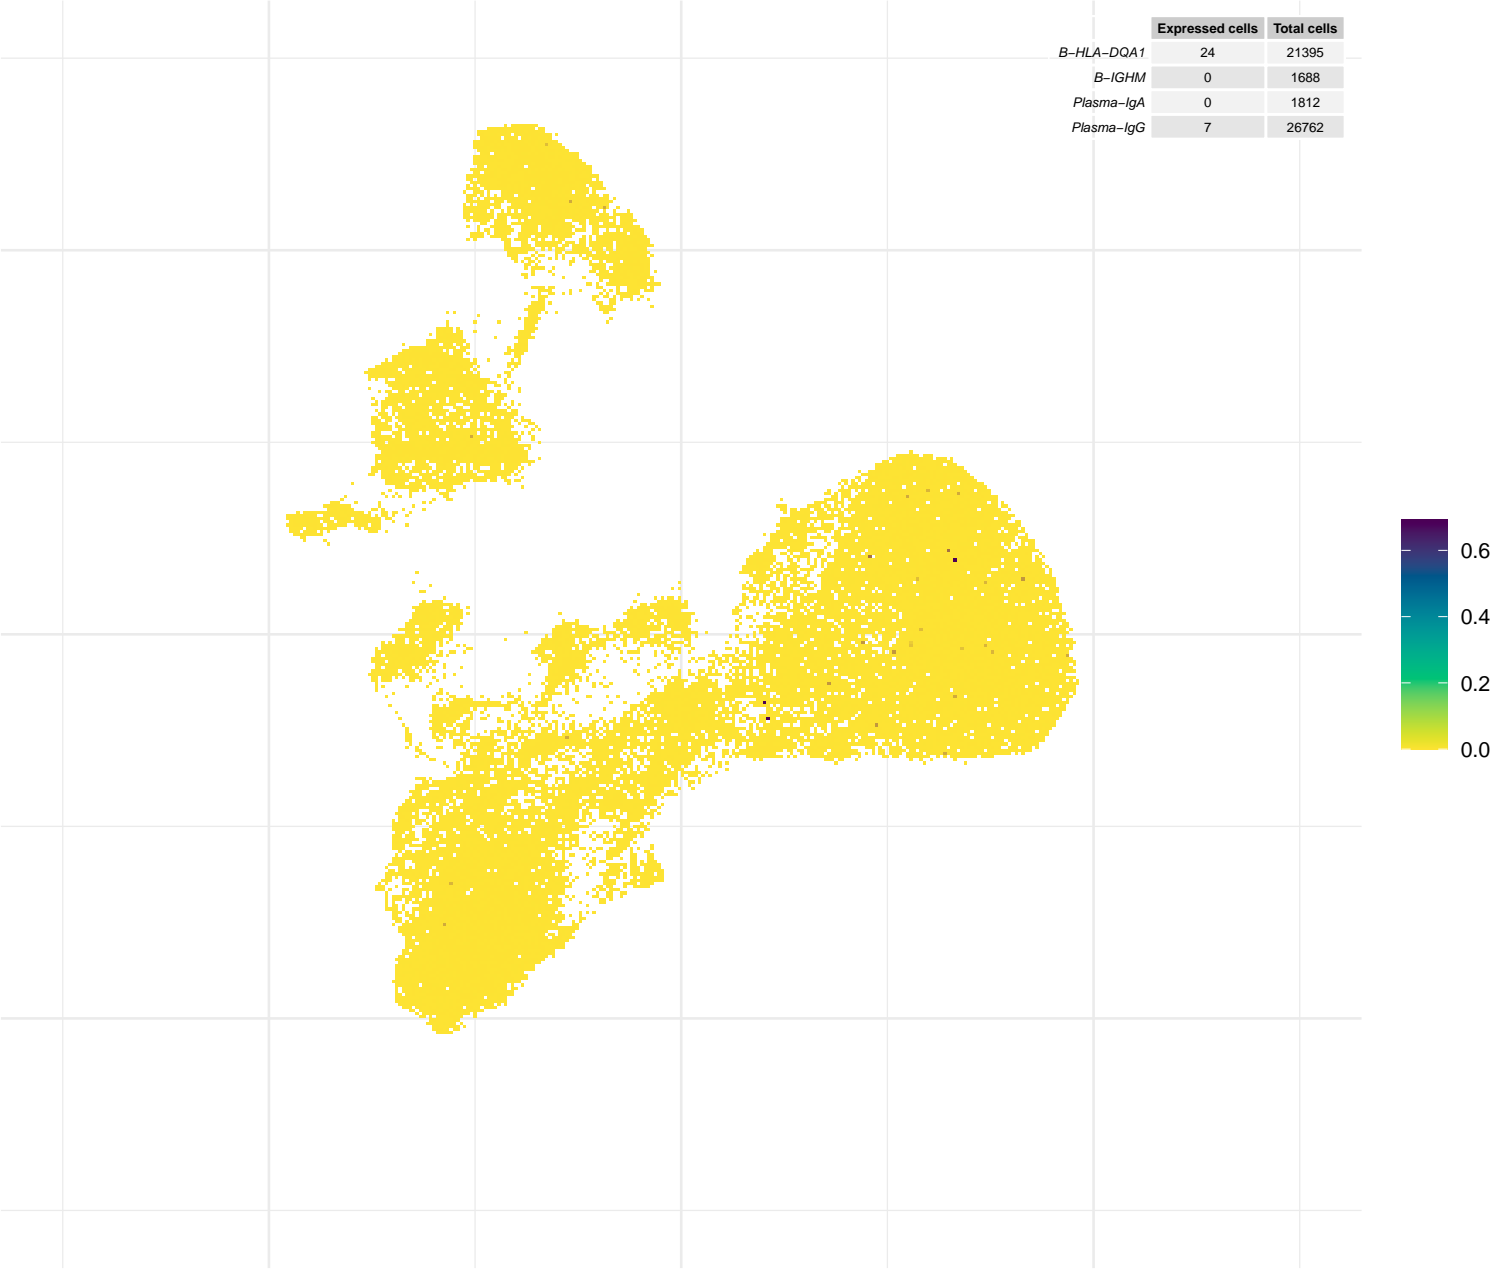 Expressed cells Total cells
B−HLA−DQA1 24 21395
B−IGHM 0 1688
Plasma−IgA 0 1812
Plasma−IgG 7 26762
0.6
0.4
0.2
0.0